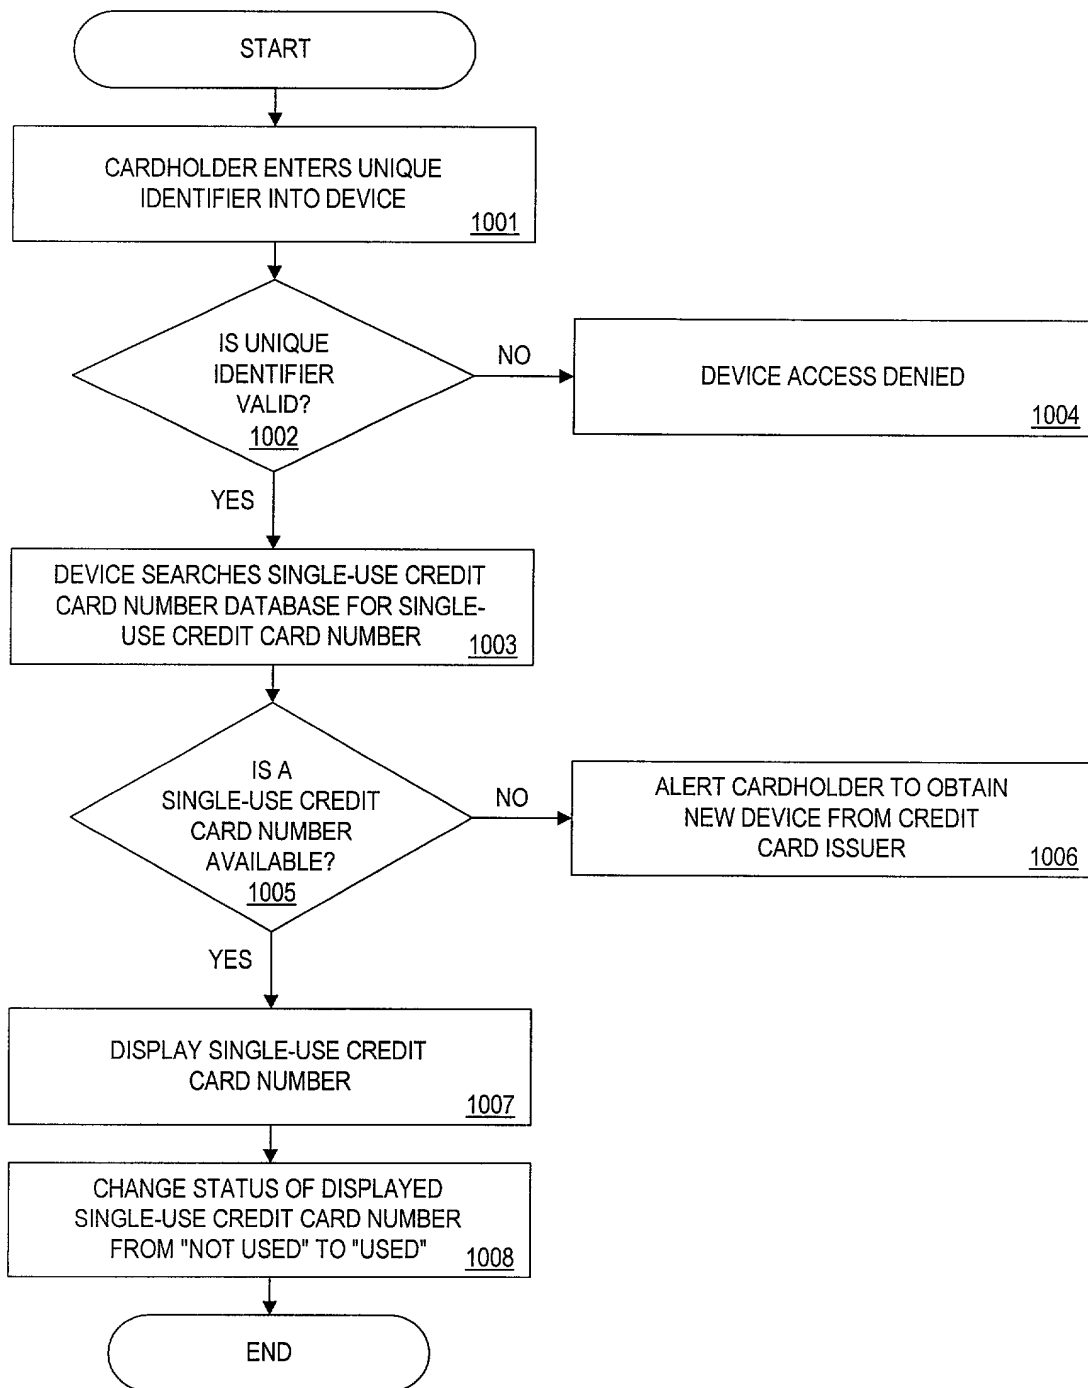 START
CARDHOLDER ENTERS UNIQUE
IDENTIFIER INTO DEVICE
1001
IS UNIQUE
IDENTIFIER
VALID?
1002
NO
DEVICE ACCESS DENIED
1004
YES
DEVICE SEARCHES SINGLE-USE CREDIT
CARD NUMBER DATABASE FOR SINGLE-
USE CREDIT CARD NUMBER
1003
IS A
SINGLE-USE CREDIT
CARD NUMBER
AVAILABLE?
1005
NO
ALERT CARDHOLDER TO OBTAIN
NEW DEVICE FROM CREDIT
CARD ISSUER
1006
YES
DISPLAY SINGLE-USE CREDIT
CARD NUMBER
1007
CHANGE STATUS OF DISPLAYED
SINGLE-USE CREDIT CARD NUMBER
FROM "NOT USED" TO "USED"
1008
END